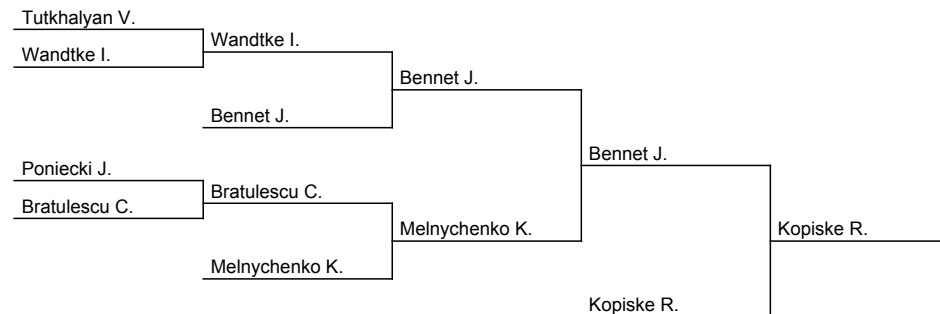 Tutkhalyan V.
Wandtke I.
Wandtke I.
Bennet J.
Bennet J.
Bennet J.
Poniecki J.
Bratulescu C.
Bratulescu C.
Melnychenko K.
Kopiske R.
Melnychenko K.
Kopiske R.